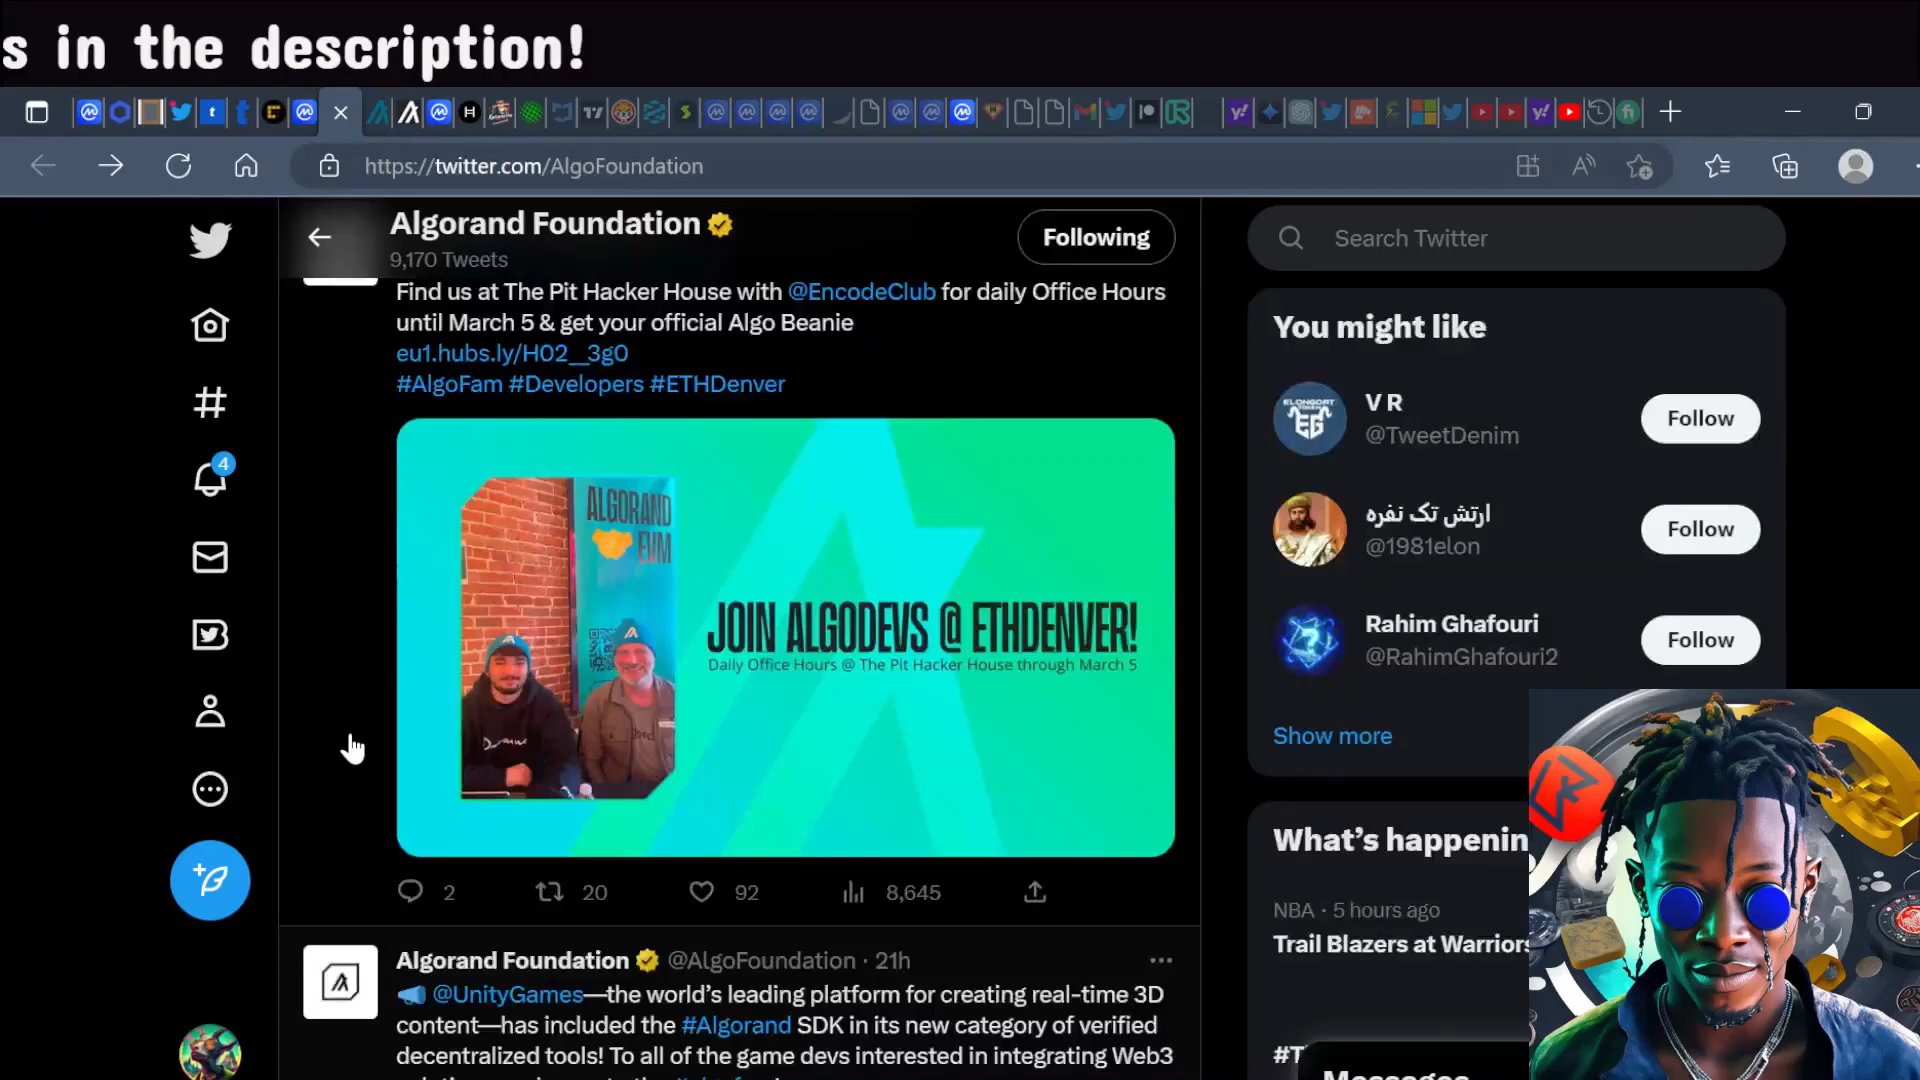 s in the description!
https://twitter.com/AlgoFoundation
Algorand Foundation
9,170 Tweets
Following
Search Twitter
Find us at The Pit Hacker House with @EncodeClub for daily Office Hours
until March 5 & get your official Algo Beanie
eu1.hubs.ly/H02__3g0
#AlgoFam #Developers #ETHDenver
ALGORAND
EVM
JOIN ALGODEVS @ ETHDENVER!
Daily Office Hours @ The Pit Hacker House through March 5
2
20
92
8,645
Algorand Foundation @AlgoFoundation · 21h
@UnityGames—the world's leading platform for creating real-time 3D
content—has included the #Algorand SDK in its new category of verified
decentralized tools! To all of the game devs interested in integrating Web3
4
You might like
V R
@TweetDenim
Follow
ارتش تک نفره
@1981elon
Follow
Rahim Ghafouri
@RahimGhafouri2
Follow
Show more
What's happenin
NBA · 5 hours ago
Trail Blazers at Warriors
#T
Messages